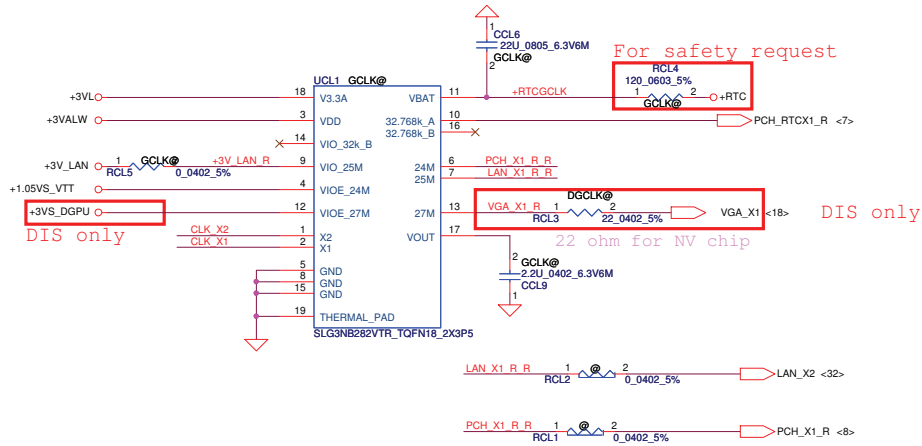 CCL6
1
22U_0805_6.3V6M
GCLK@
2
For safety request
RCL4
120_0603_5%
1 2
+RTC
GCLK@
UCL1 GCLK@
+3VL 18 V3.3A VBAT 11 +RTCGCLK
+3VALW 3 VDD 32.768k_A 10 PCH_RTCX1_R <7>
32.768k_B 16
14 VIO_32k_B
+3V_LAN 1 GCLK@ 2 +3V_LAN_R 9 VIO_25M 24M 6 PCH_X1_R_R
RCL5 0_0402_5% 25M 7 LAN_X1_R_R
+1.05VS_VTT 4 VIOE_24M
DGCLK@
+3VS_DGPU 12 VIOE_27M 27M 13 VGA_X1_R 1 2 VGA_X1 <18> DIS only
RCL3 22_0402_5%
DIS only
CLK_X2 1 X2 VOUT 17 22 ohm for NV chip
CLK_X1 2 X1
5 GND
8 GND
15 GND
2
GCLK@
2.2U_0402_6.3V6M
CCL9
1
19 THERMAL_PAD
SLG3NB282VTR_TQFN18_2X3P5
LAN_X1_R_R 1 @ 2 LAN_X2 <32>
RCL2 0_0402_5%
PCH_X1_R_R 1 @ 2 PCH_X1_R <8>
RCL1 0_0402_5%